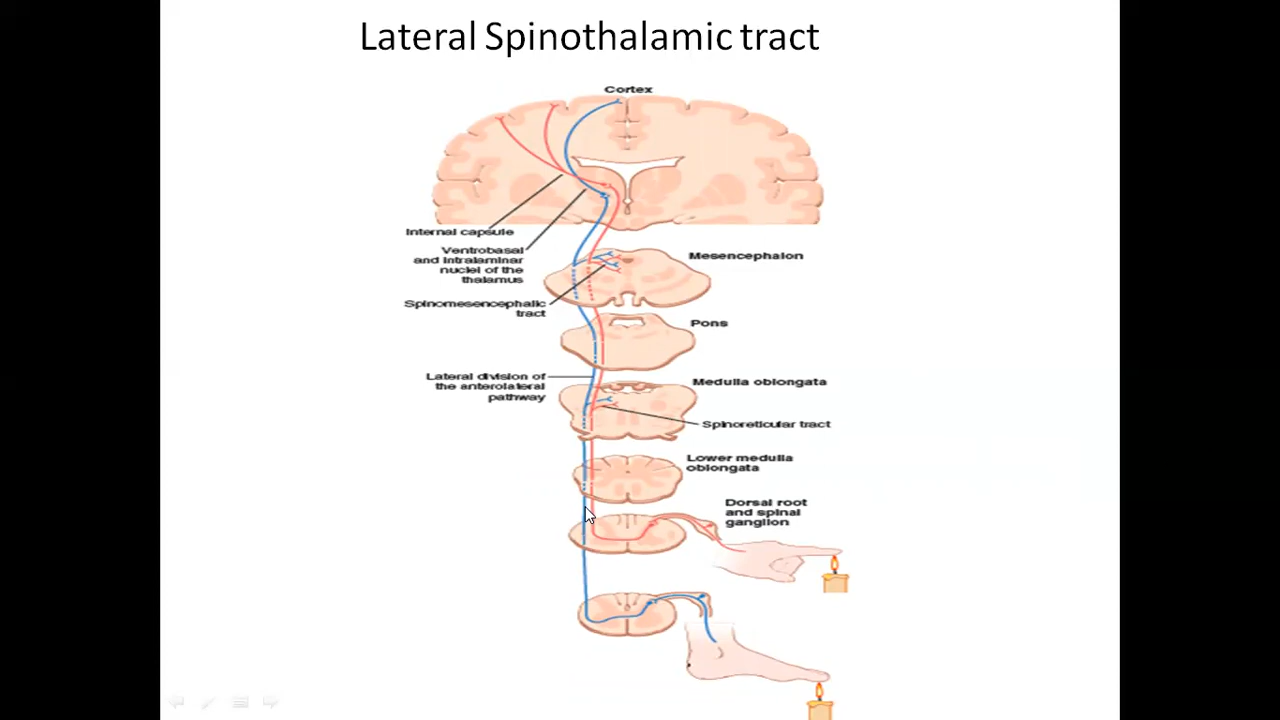 Lateral Spinothalamic tract
Cortex
Internal capsule
Ventrobasal
and intralaminar
nuclei of the
thalamus
Mesencephalon
Spinomesencephalic
tract
Pons
Lateral division of
the anterolateral
pathway
Medulla oblongata
Spinoreticular tract
Lower medulla
oblongata
Dorsal root
and spinal
ganglion